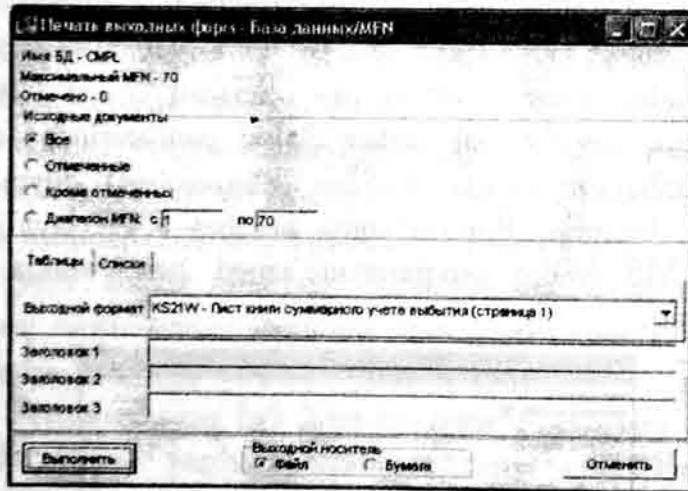 Печать выходных форм - База данных/MFN
Имя БД - CMPL
Максимальный MFN - 70
Отмечено - 0
Исходные документы
Все
Отмеченные
Кроме отмеченных
Диапазон MFN: с 1 по 70
Таблицы Списки
Выходной формат KS21W - Лист книги суммарного учета выбытия (страница 1)
Заголовок 1
Заголовок 2
Заголовок 3
Выполнить
Выходной носитель
Файл Бумага
Отменить